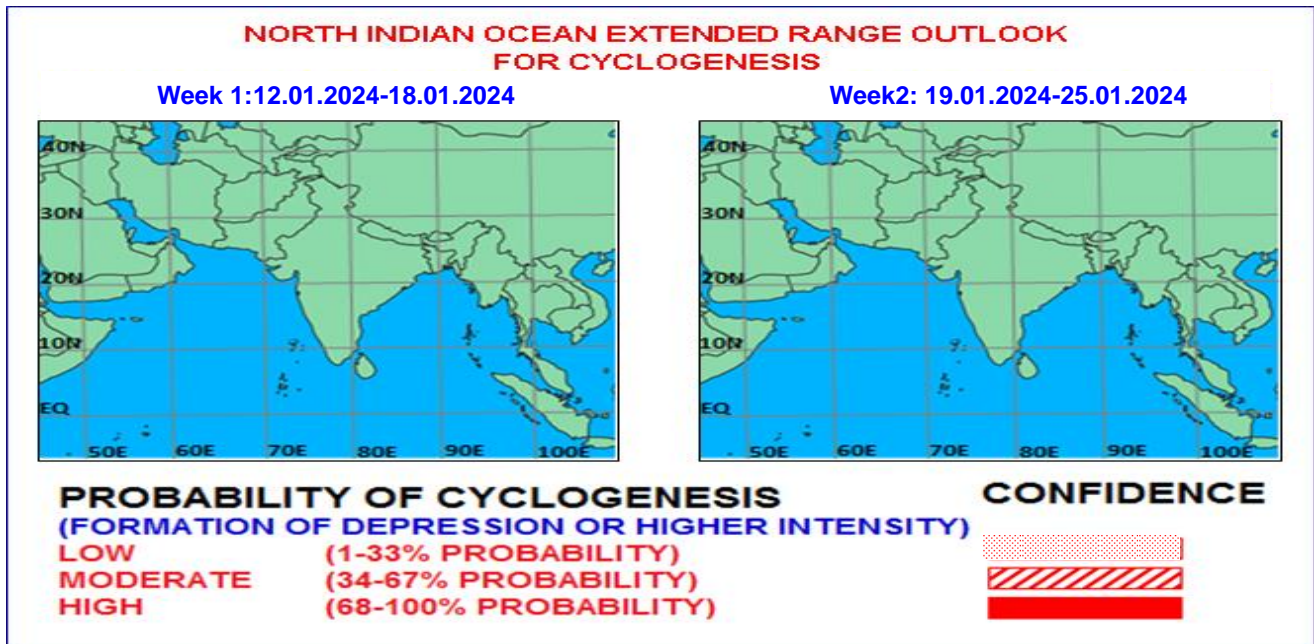 NORTH INDIAN OCEAN EXTENDED RANGE OUTLOOK
FOR CYCLOGENESIS
Week 1:12.01.2024-18.01.2024
40N
30N
20N
10N
EQ
50E 60E 70E 80E 90E 100E
Week2: 19.01.2024-25.01.2024
40N
30N
20N
10N
EQ
50E 60E 70E 80E 90E 100E
PROBABILITY OF CYCLOGENESIS
(FORMATION OF DEPRESSION OR HIGHER INTENSITY)
LOW (1-33% PROBABILITY)
MODERATE (34-67% PROBABILITY)
HIGH (68-100% PROBABILITY)
CONFIDENCE